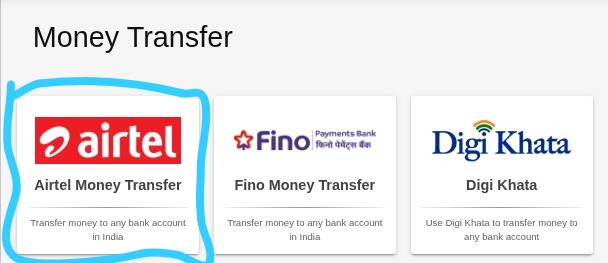 Money Transfer
airtel
Airtel Money Transfer
Transfer money to any bank account
in India
Fino Payments Bank
फिनो पेमेंट्स बैंक
Fino Money Transfer
Transfer money to any bank account
in India
Digi Khata
Digi Khata
Use Digi Khata to transfer money to
any bank account